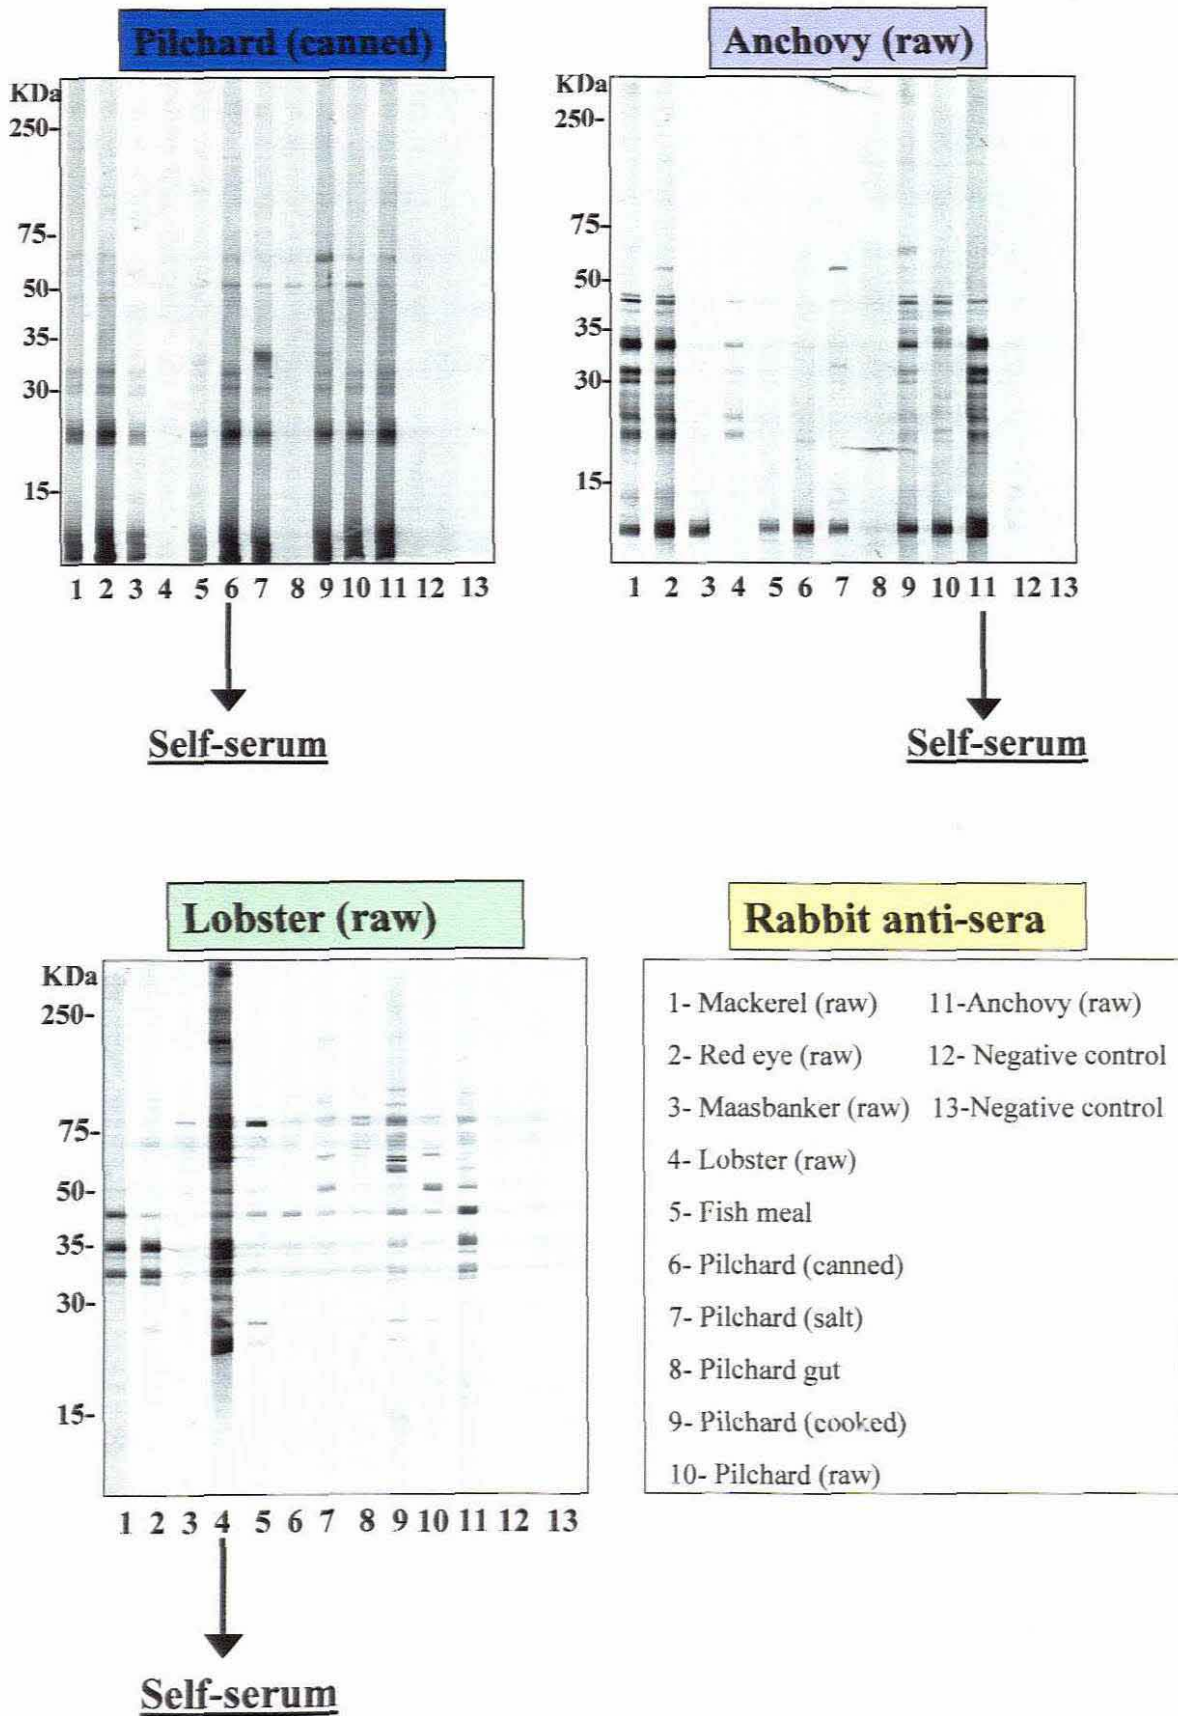 Pilchard (canned)
KDa
250-
75-
50-
35-
30-
15-
1 2 3 4 5 6 7 8 9 10 11 12 13
Self-serum
Anchovy (raw)
KDa
250-
75-
50-
35-
30-
15-
1 2 3 4 5 6 7 8 9 10 11 12 13
Self-serum
Lobster (raw)
KDa
250-
75-
50-
35-
30-
15-
1 2 3 4 5 6 7 8 9 10 11 12 13
Self-serum
Rabbit anti-sera
1- Mackerel (raw) 11-Anchovy (raw)
2- Red eye (raw) 12- Negative control
3- Maasbanker (raw) 13-Negative control
4- Lobster (raw)
5- Fish meal
6- Pilchard (canned)
7- Pilchard (salt)
8- Pilchard gut
9- Pilchard (cooked)
10- Pilchard (raw)